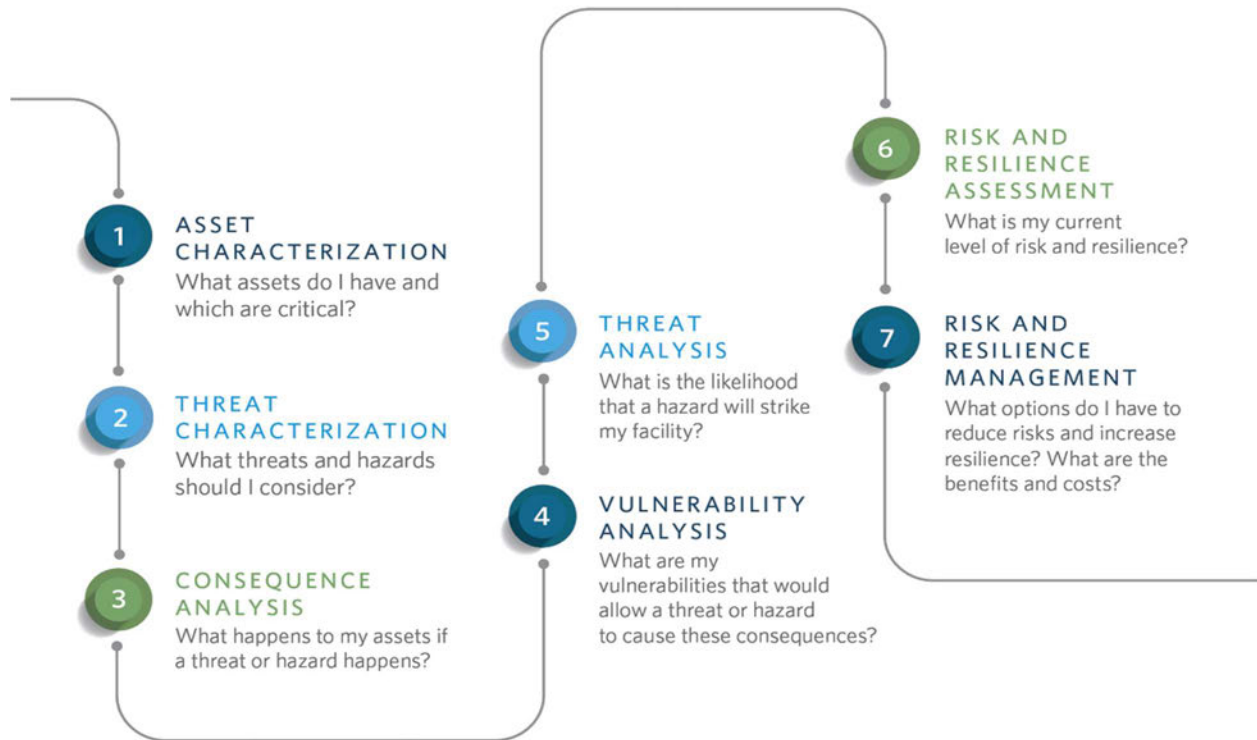 1
ASSET
CHARACTERIZATION
What assets do I have and
which are critical?
2
THREAT
CHARACTERIZATION
What threats and hazards
should I consider?
3
CONSEQUENCE
ANALYSIS
What happens to my assets if
a threat or hazard happens?
4
VULNERABILITY
ANALYSIS
What are my
vulnerabilities that would
allow a threat or hazard
to cause these consequences?
5
THREAT
ANALYSIS
What is the likelihood
that a hazard will strike
my facility?
6
RISK AND
RESILIENCE
ASSESSMENT
What is my current
level of risk and resilience?
7
RISK AND
RESILIENCE
MANAGEMENT
What options do I have to
reduce risks and increase
resilience? What are the
benefits and costs?